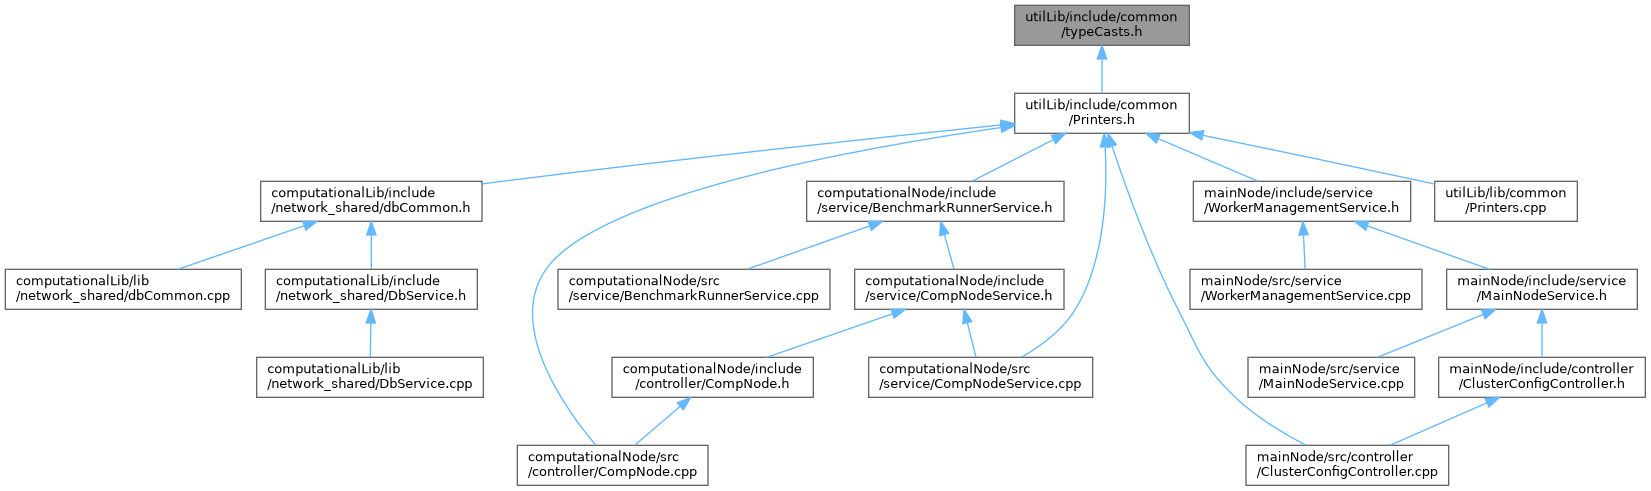 utilLib/include/common
/typeCasts.h
utilLib/include/common
/Printers.h
computationalLib/include
/network_shared/dbCommon.h
computationalNode/include
/service/BenchmarkRunnerService.h
mainNode/include/service
/WorkerManagementService.h
utilLib/lib/common
/Printers.cpp
computationalLib/lib
/network_shared/dbCommon.cpp
computationalLib/include
/network_shared/DbService.h
computationalNode/src
/service/BenchmarkRunnerService.cpp
computationalNode/include
/service/CompNodeService.h
mainNode/src/service
/WorkerManagementService.cpp
mainNode/include/service
/MainNodeService.h
computationalLib/lib
/network_shared/DbService.cpp
computationalNode/include
/controller/CompNode.h
computationalNode/src
/service/CompNodeService.cpp
mainNode/src/service
/MainNodeService.cpp
mainNode/include/controller
/ClusterConfigController.h
computationalNode/src
/controller/CompNode.cpp
mainNode/src/controller
/ClusterConfigController.cpp